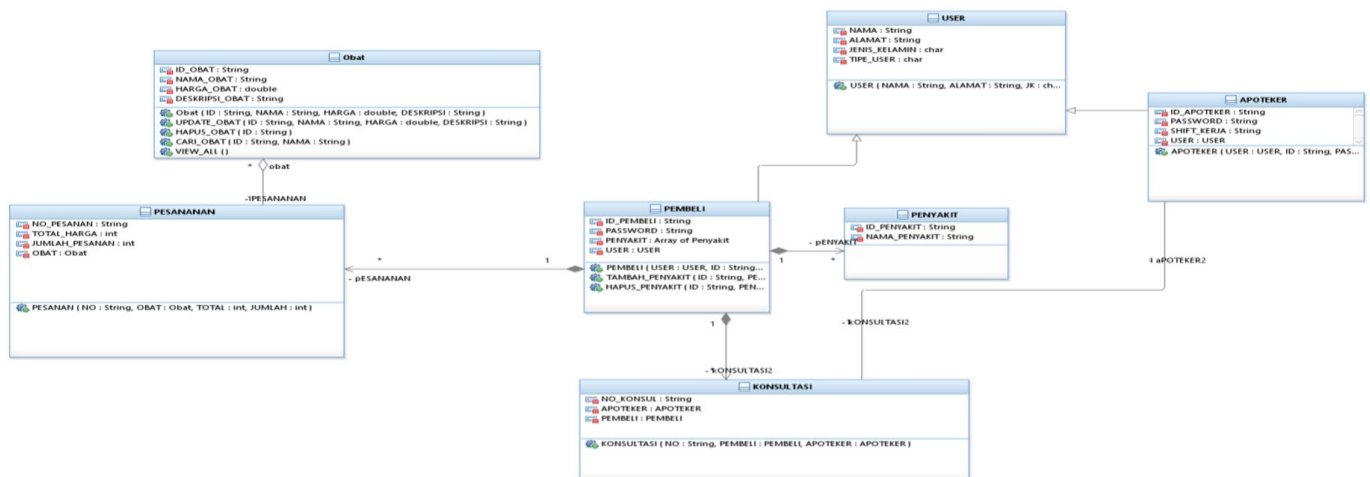 USER
NAMA : String
ALAMAT : String
JENIS_KELAMIN : char
TIPE_USER : char
USER ( NAMA : String, ALAMAT : String, JK : ch...
Obat
ID_OBAT : String
NAMA_OBAT : String
HARGA_OBAT : double
DESKRIPSI_OBAT : String
Obat ( ID : String, NAMA : String, HARGA : double, DESKRIPSI : String )
UPDATE_OBAT ( ID : String, NAMA : String, HARGA : double, DESKRIPSI : String )
HAPUS_OBAT ( ID : String )
CARI_OBAT ( ID : String, NAMA : String )
VIEW_ALL ( )
* obat
-1PESANANAN
APOTEKER
ID_APOTEKER : String
PASSWORD : String
SHIFT_KERJA : String
USER : USER
APOTEKER ( USER : USER, ID : String, PAS...
PESANANAN
NO_PESANAN : String
TOTAL_HARGA : int
JUMLAH_PESANAN : int
OBAT : Obat
PESANAN ( NO : String, OBAT : Obat, TOTAL : int, JUMLAH : int )
* 1
- pESANANAN
PEMBELI
ID_PEMBELI : String
PASSWORD : String
PENYAKIT : Array of Penyakit
USER : USER
PEMBELI ( USER : USER, ID : String...
TAMBAH_PENYAKIT ( ID : String, PE...
HAPUS_PENYAKIT ( ID : String, PEN...
- pENYAKIT
1 *
PENYAKIT
ID_PENYAKIT : String
NAMA_PENYAKIT : String
1 aPOTEKER2
-1kONSULTASI2
1
-1kONSULTASI2
KONSULTASI
NO_KONSUL : String
APOTEKER : APOTEKER
PEMBELI : PEMBELI
KONSULTASI ( NO : String, PEMBELI : PEMBELI, APOTEKER : APOTEKER )